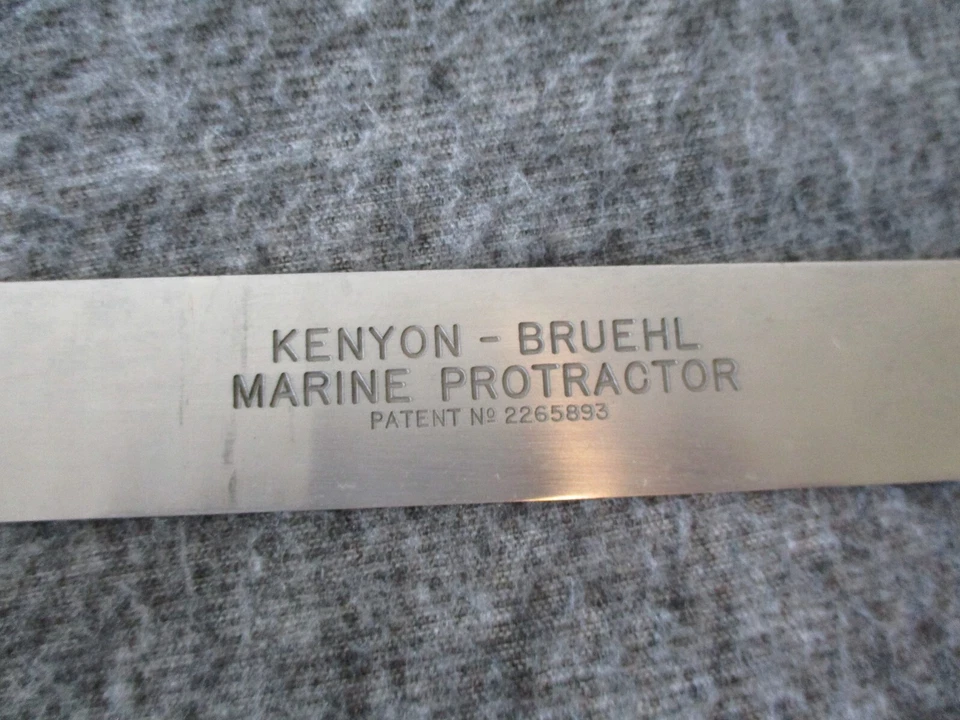 KENYON - BRUEHL
MARINE PROTRACTOR
PATENT Nº 2265893